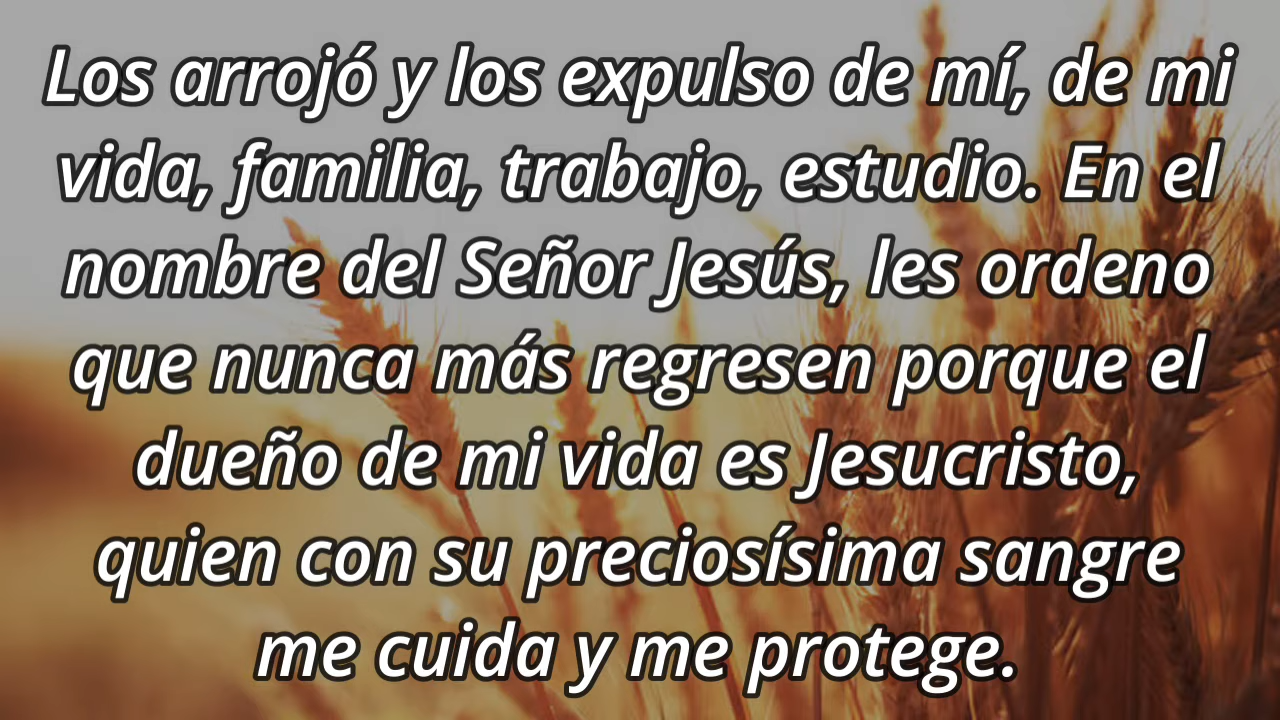 Los arrojó y los expulso de mí, de mi
vida, familia, trabajo, estudio. En el
nombre del Señor Jesús, les ordeno
que nunca más regresen porque el
dueño de mi vida es Jesucristo,
quien con su preciosísima sangre
me cuida y me protege.